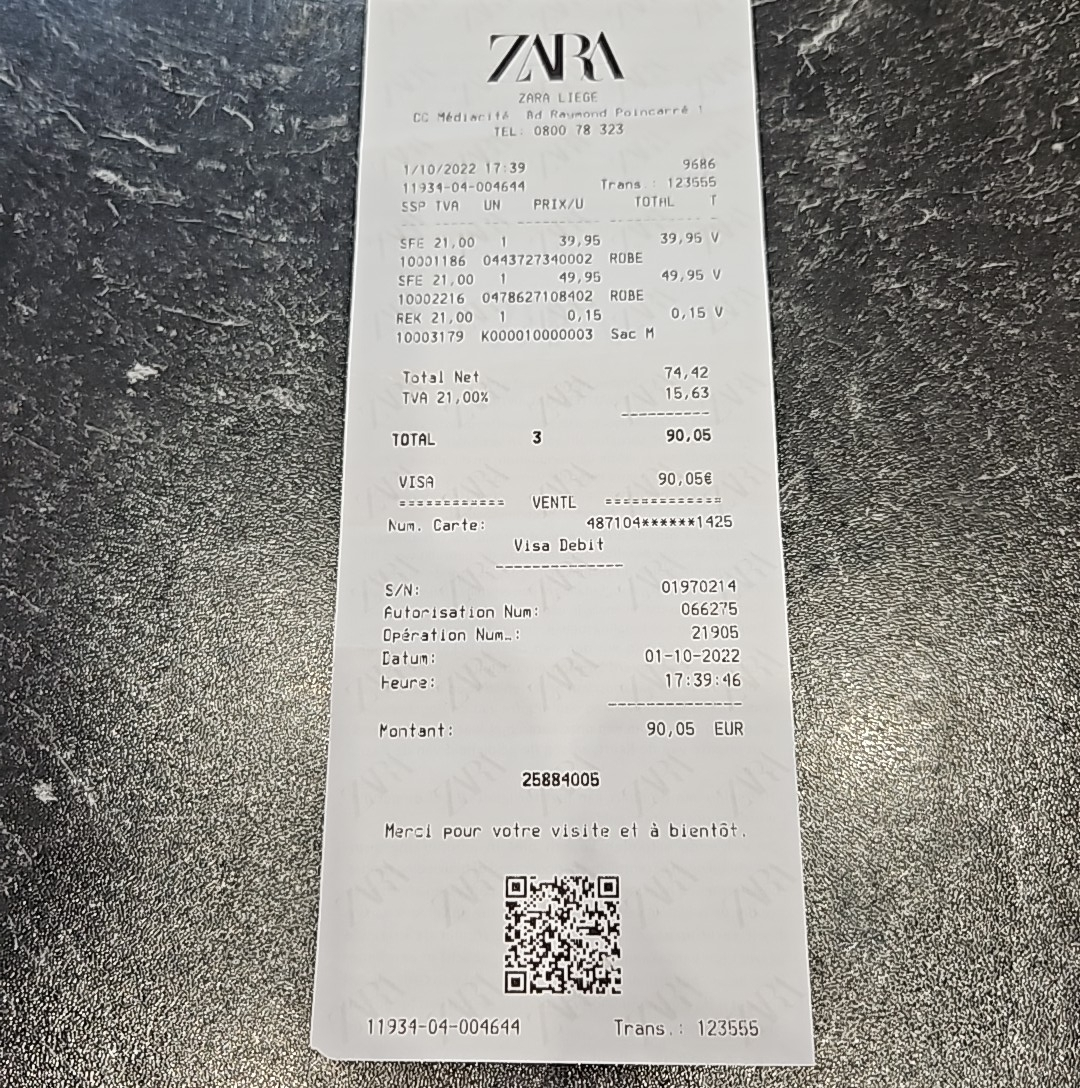 ZARA
ZARA LIEGE
CC Médiacité Bd Raymond Poincarré 1
TEL: 0800 78 323
1/10/2022 17:39 9686
11934-04-004644 Trans.: 123555
SSP TVA UN PRIX/U TOTAL T
SFE 21,00 1 39,95 39,95 V
10001186 0443727340002 ROBE
SFE 21,00 1 49,95 49,95 V
10002216 0478627108402 ROBE
REK 21,00 1 0,15 0,15 V
10003179 K000010000003 Sac M
Total Net 74,42
TVA 21,00% 15,63
TOTAL 3 90,05
VISA 90,05€
============ VENTE =============
Num. Carte: 487104******1425
Visa Debit
S/N: 01970214
Autorisation Num: 066275
Opération Num.: 21905
Datum: 01-10-2022
Heure: 17:39:46
Montant: 90,05 EUR
25884005
Merci pour votre visite et à bientôt.
11934-04-004644 Trans.: 123555